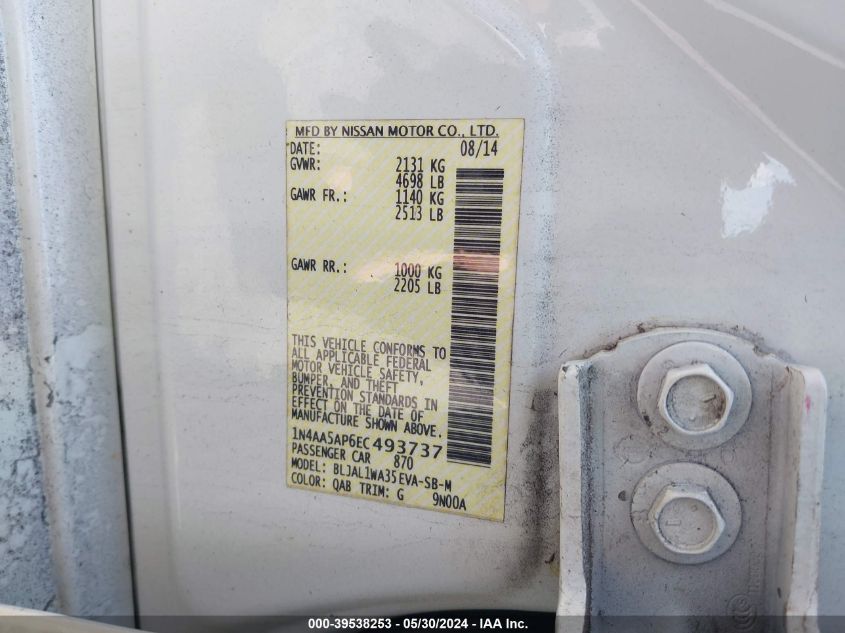 MFD BY NISSAN MOTOR CO., LTD.
DATE: 08/14
GVWR: 2131 KG
4698 LB
GAWR FR.: 1140 KG
2513 LB
GAWR RR.: 1000 KG
2205 LB
THIS VEHICLE CONFORMS TO
ALL APPLICABLE FEDERAL
MOTOR VEHICLE SAFETY,
BUMPER, AND THEFT
PREVENTION STANDARDS IN
EFFECT ON THE DATE OF
MANUFACTURE SHOWN ABOVE.
1N4AA5AP6EC493737
PASSENGER CAR 870
MODEL: BLJAL1WA35EVA-SB-M
COLOR: QAB TRIM: G 9N00A
000-39538253 - 05/30/2024 - IAA Inc.